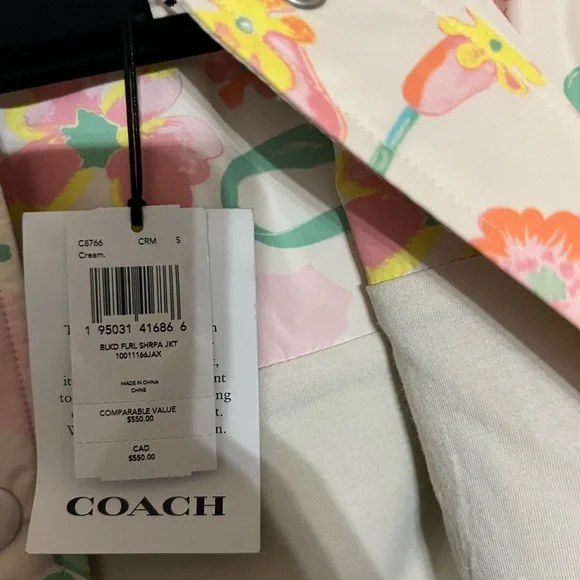 C8766 CRM S
Cream.
1 95031 41686 6
BLKD FLRL SHRPA JKT
10011166JAX
MADE IN CHINA
CHINE
COMPARABLE VALUE
$550.00
CAD
$550.00
COACH